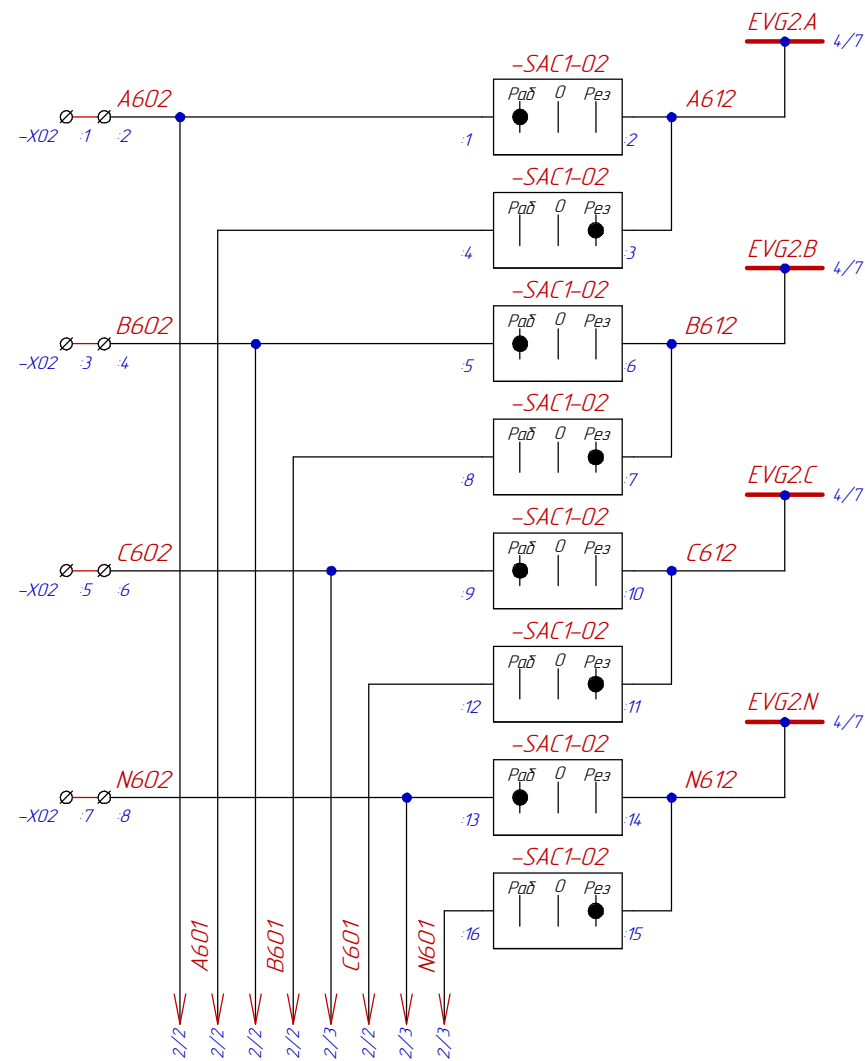 EVG2.A
4/7
-SAC1-02
A602
Раб 0 Рез
A612
-X02 :1 :2
:1 :2
-SAC1-02
Раб 0 Рез
:4 :3
EVG2.B
4/7
-SAC1-02
B602
Раб 0 Рез
B612
-X02 :3 :4
:5 :6
-SAC1-02
Раб 0 Рез
:8 :7
EVG2.C
4/7
-SAC1-02
C602
Раб 0 Рез
C612
-X02 :5 :6
:9 :10
-SAC1-02
Раб 0 Рез
:12 :11
EVG2.N
4/7
-SAC1-02
N602
Раб 0 Рез
N612
-X02 :7 :8
:13 :14
-SAC1-02
Раб 0 Рез
:16 :15
A601
B601
C601
N601
2/2
2/2
2/2
2/2
2/3
2/2
2/3
2/3